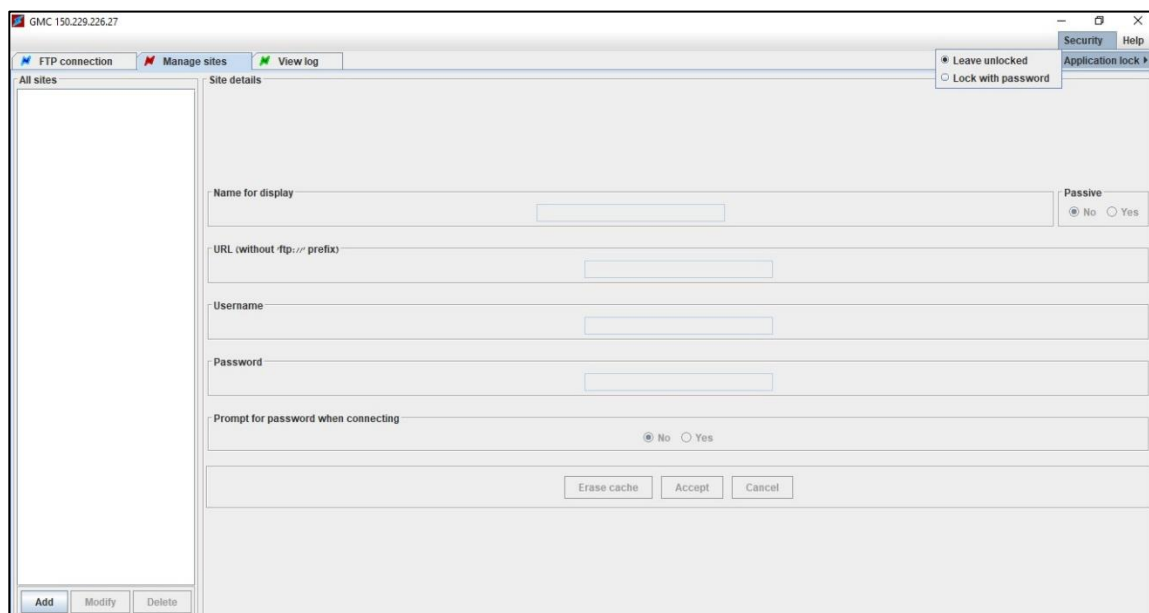 GMC 150.229.226.27
Security Help
FTP connection Manage sites View log
Leave unlocked
Lock with password
Application lock
All sites
Site details
Name for display
Passive
No Yes
URL (without 'ftp://' prefix)
Username
Password
Prompt for password when connecting
No Yes
Erase cache Accept Cancel
Add Modify Delete